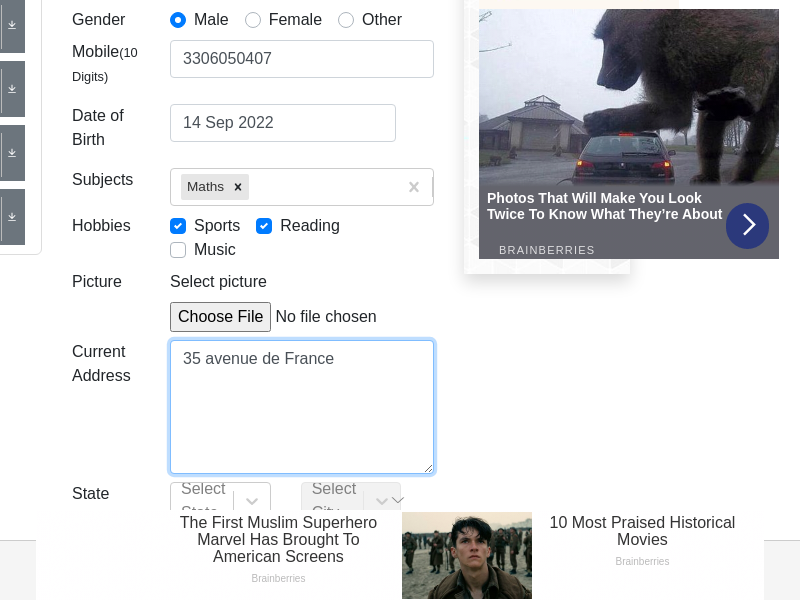 Gender
Male Female Other
Mobile(10 Digits)
3306050407
Date of Birth
14 Sep 2022
Subjects
Maths
Hobbies
Sports Reading
Music
Picture
Select picture
Choose File No file chosen
Current Address
35 avenue de France
State
Select
Select
Photos That Will Make You Look
Twice To Know What They're About
BRAINBERRIES
The First Muslim Superhero
Marvel Has Brought To
American Screens
Brainberries
10 Most Praised Historical
Movies
Brainberries